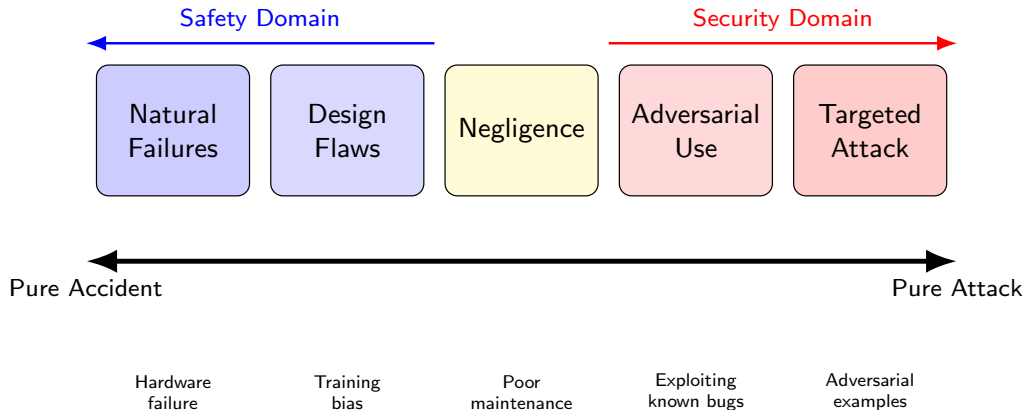 Safety Domain
Security Domain
Natural
Failures
Design
Flaws
Negligence
Adversarial
Use
Targeted
Attack
Pure Accident
Pure Attack
Hardware
failure
Training
bias
Poor
maintenance
Exploiting
known bugs
Adversarial
examples